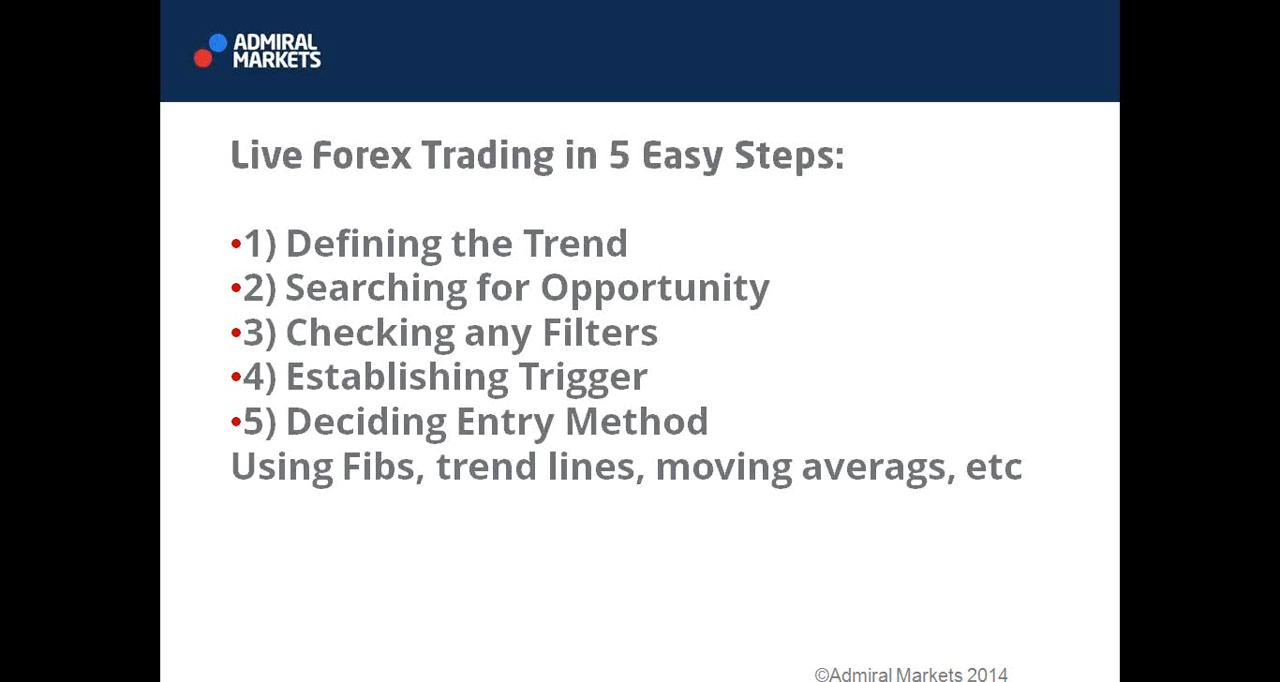 ADMIRAL
MARKETS
Live Forex Trading in 5 Easy Steps:
•1) Defining the Trend
•2) Searching for Opportunity
•3) Checking any Filters
•4) Establishing Trigger
•5) Deciding Entry Method
Using Fibs, trend lines, moving averags, etc
©Admiral Markets 2014